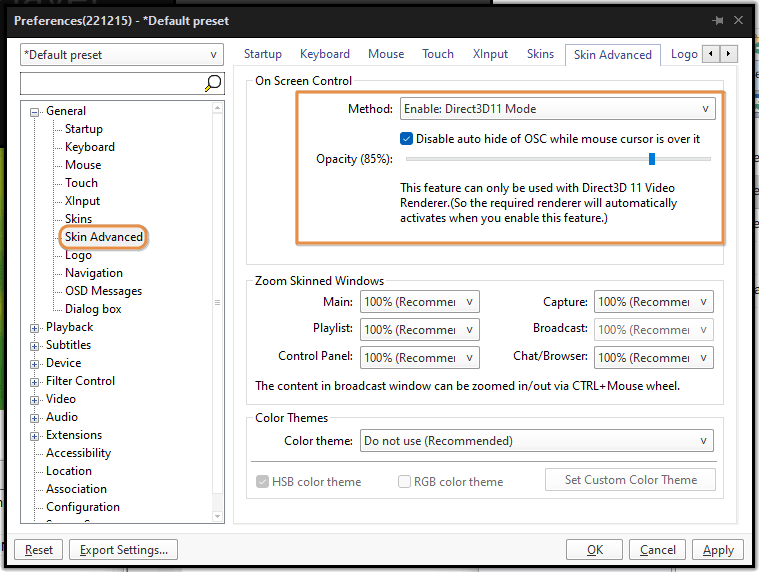 Preferences(221215) - *Default preset
*Default preset
Startup Keyboard Mouse Touch XInput Skins Skin Advanced Logo
General
Startup
Keyboard
Mouse
Touch
XInput
Skins
Skin Advanced
Logo
Navigation
OSD Messages
Dialog box
Playback
Subtitles
Device
Filter Control
Video
Audio
Extensions
Accessibility
Location
Association
Configuration
On Screen Control
Method: Enable: Direct3D11 Mode
Disable auto hide of OSC while mouse cursor is over it
Opacity (85%):
This feature can only be used with Direct3D 11 Video
Renderer.(So the required renderer will automatically
activates when you enable this feature.)
Zoom Skinned Windows
Main: 100% (Recommer Capture: 100% (Recommer
Playlist: 100% (Recommer Broadcast: 100% (Recommer
Control Panel: 100% (Recommer Chat/Browser: 100% (Recommer
The content in broadcast window can be zoomed in/out via CTRL+Mouse wheel.
Color Themes
Color theme: Do not use (Recommended)
HSB color theme RGB color theme Set Custom Color Theme
Reset Export Settings... OK Cancel Apply